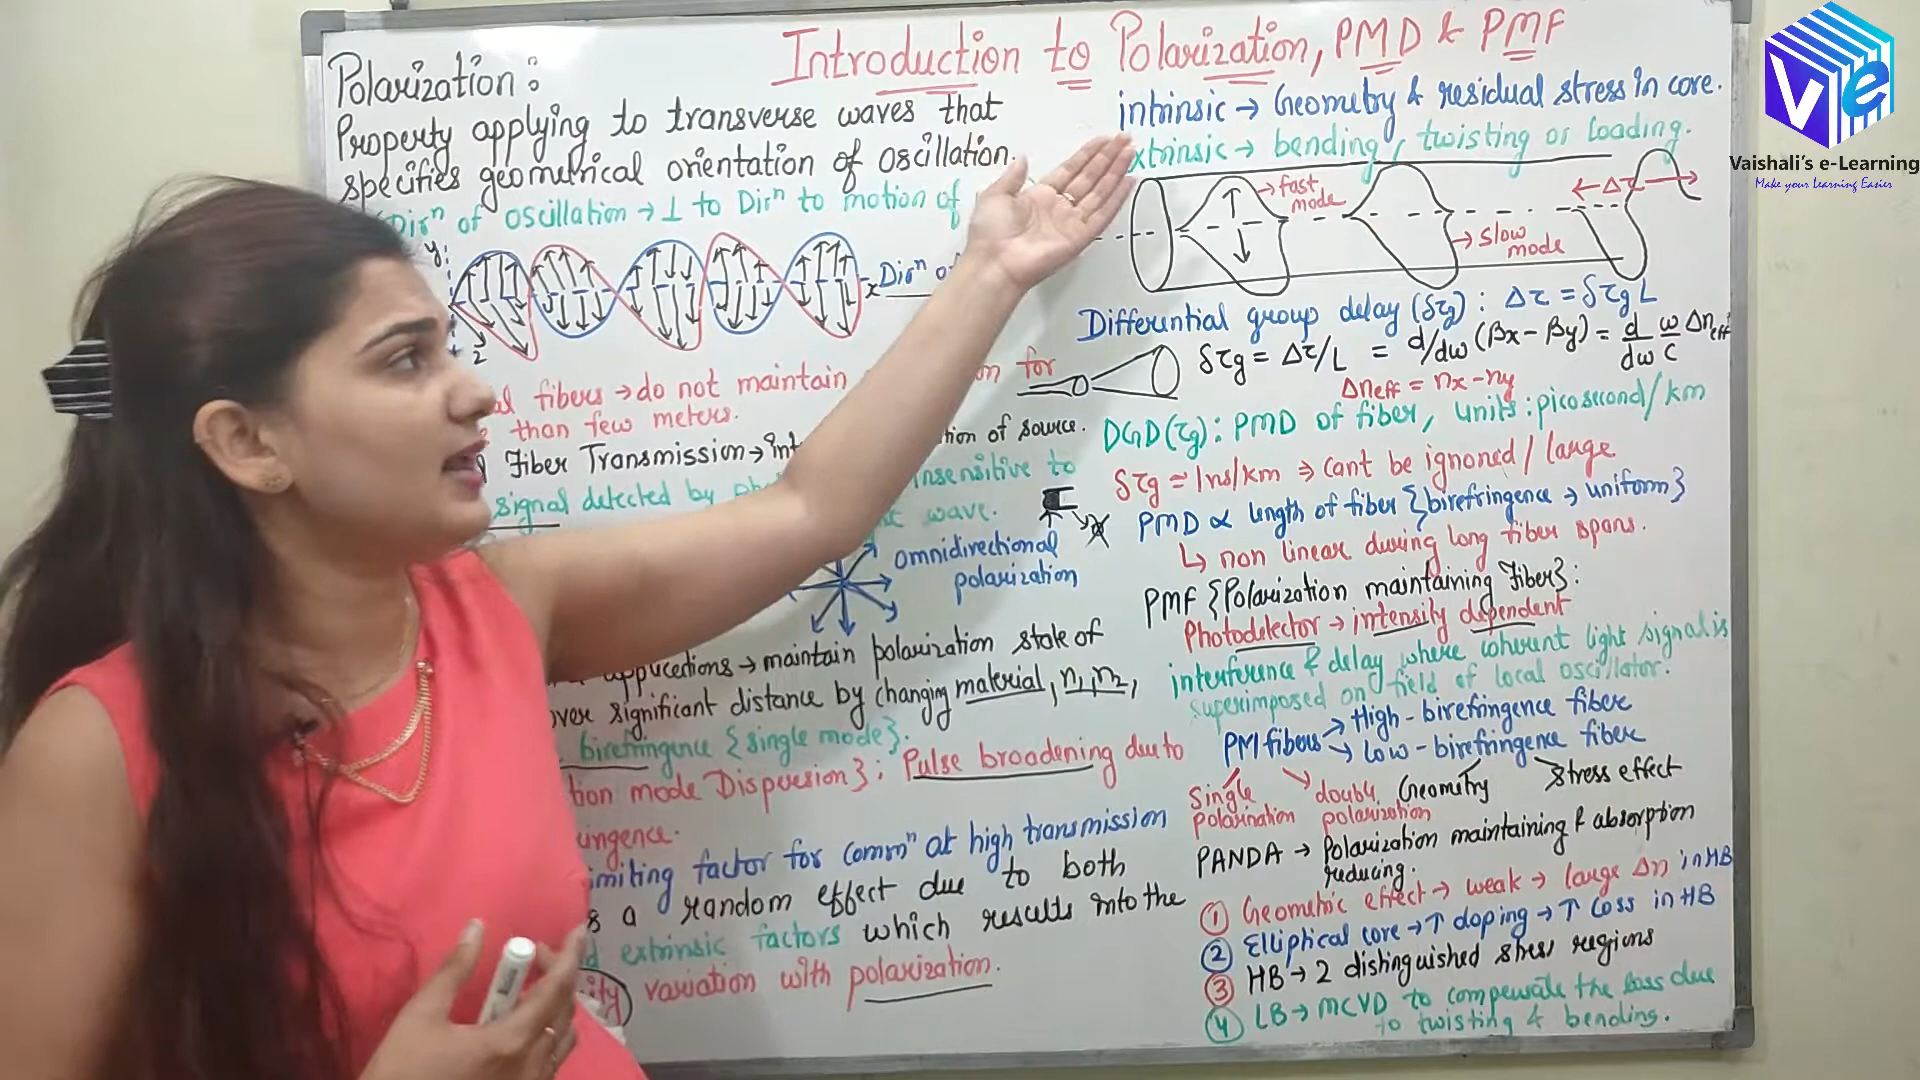 Introduction to Polarization, PMD & PMF
Polarization:
Property applying to transverse waves that
specifies geometrical orientation of oscillation.
Dirⁿ of oscillation → ⊥ to Dirⁿ to motion of
y
z
x
Dirⁿ of
fibers → do not maintain for
than few meters.
Fiber Transmission → int tion of source.
signal detected by ph insensitive to
wave.
omnidirectional
polarization
applications → maintain polarization state of
over significant distance by changing material, n₁, n₂,
birefringence {single mode}.
tion mode Dispersion}; Pulse broadening due to
ingence.
imiting factor for commⁿ at high transmission
s a random effect due to both
d extrinsic factors which results into the
ity) variation with polarization.
intrinsic → Geometry & residual stress in core.
xtrinsic → bending, twisting or loading.
→ fast
mode
← Δτ →
→ slow
mode
Differential group delay (δτg) : Δτ = δτg L
δτg = Δτ/L = d/dω (βx - βy) = d/dω ω/c Δneff
Δneff = nx - ny
DGD(τg) : PMD of fiber, units : picosecond/km
δτg ≈ 1ns/km ⇒ cant be ignored / large
PMD ∝ length of fiber {birefringence → uniform}
↳ non linear during long fiber spans.
PMF {Polarization maintaining Fiber} :
Photodetector → intensity dependent
interference & delay where coherent light signal is
superimposed on field of local oscillator.
PM fibers → High - birefringence fiber
→ Low - birefringence fiber
Single polarization
double polarization
Geometry
Stress effect
PANDA → Polarization maintaining & absorption
reducing.
① Geometric effect → weak → large Δn in HB
② Elliptical core → ↑ doping → ↑ loss in HB
③ HB → 2 distinguished stress regions
④ LB → MCVD to compensate the loss due
to twisting & bending.
Ve
Vaishali's e-Learning
Make your Learning Easier